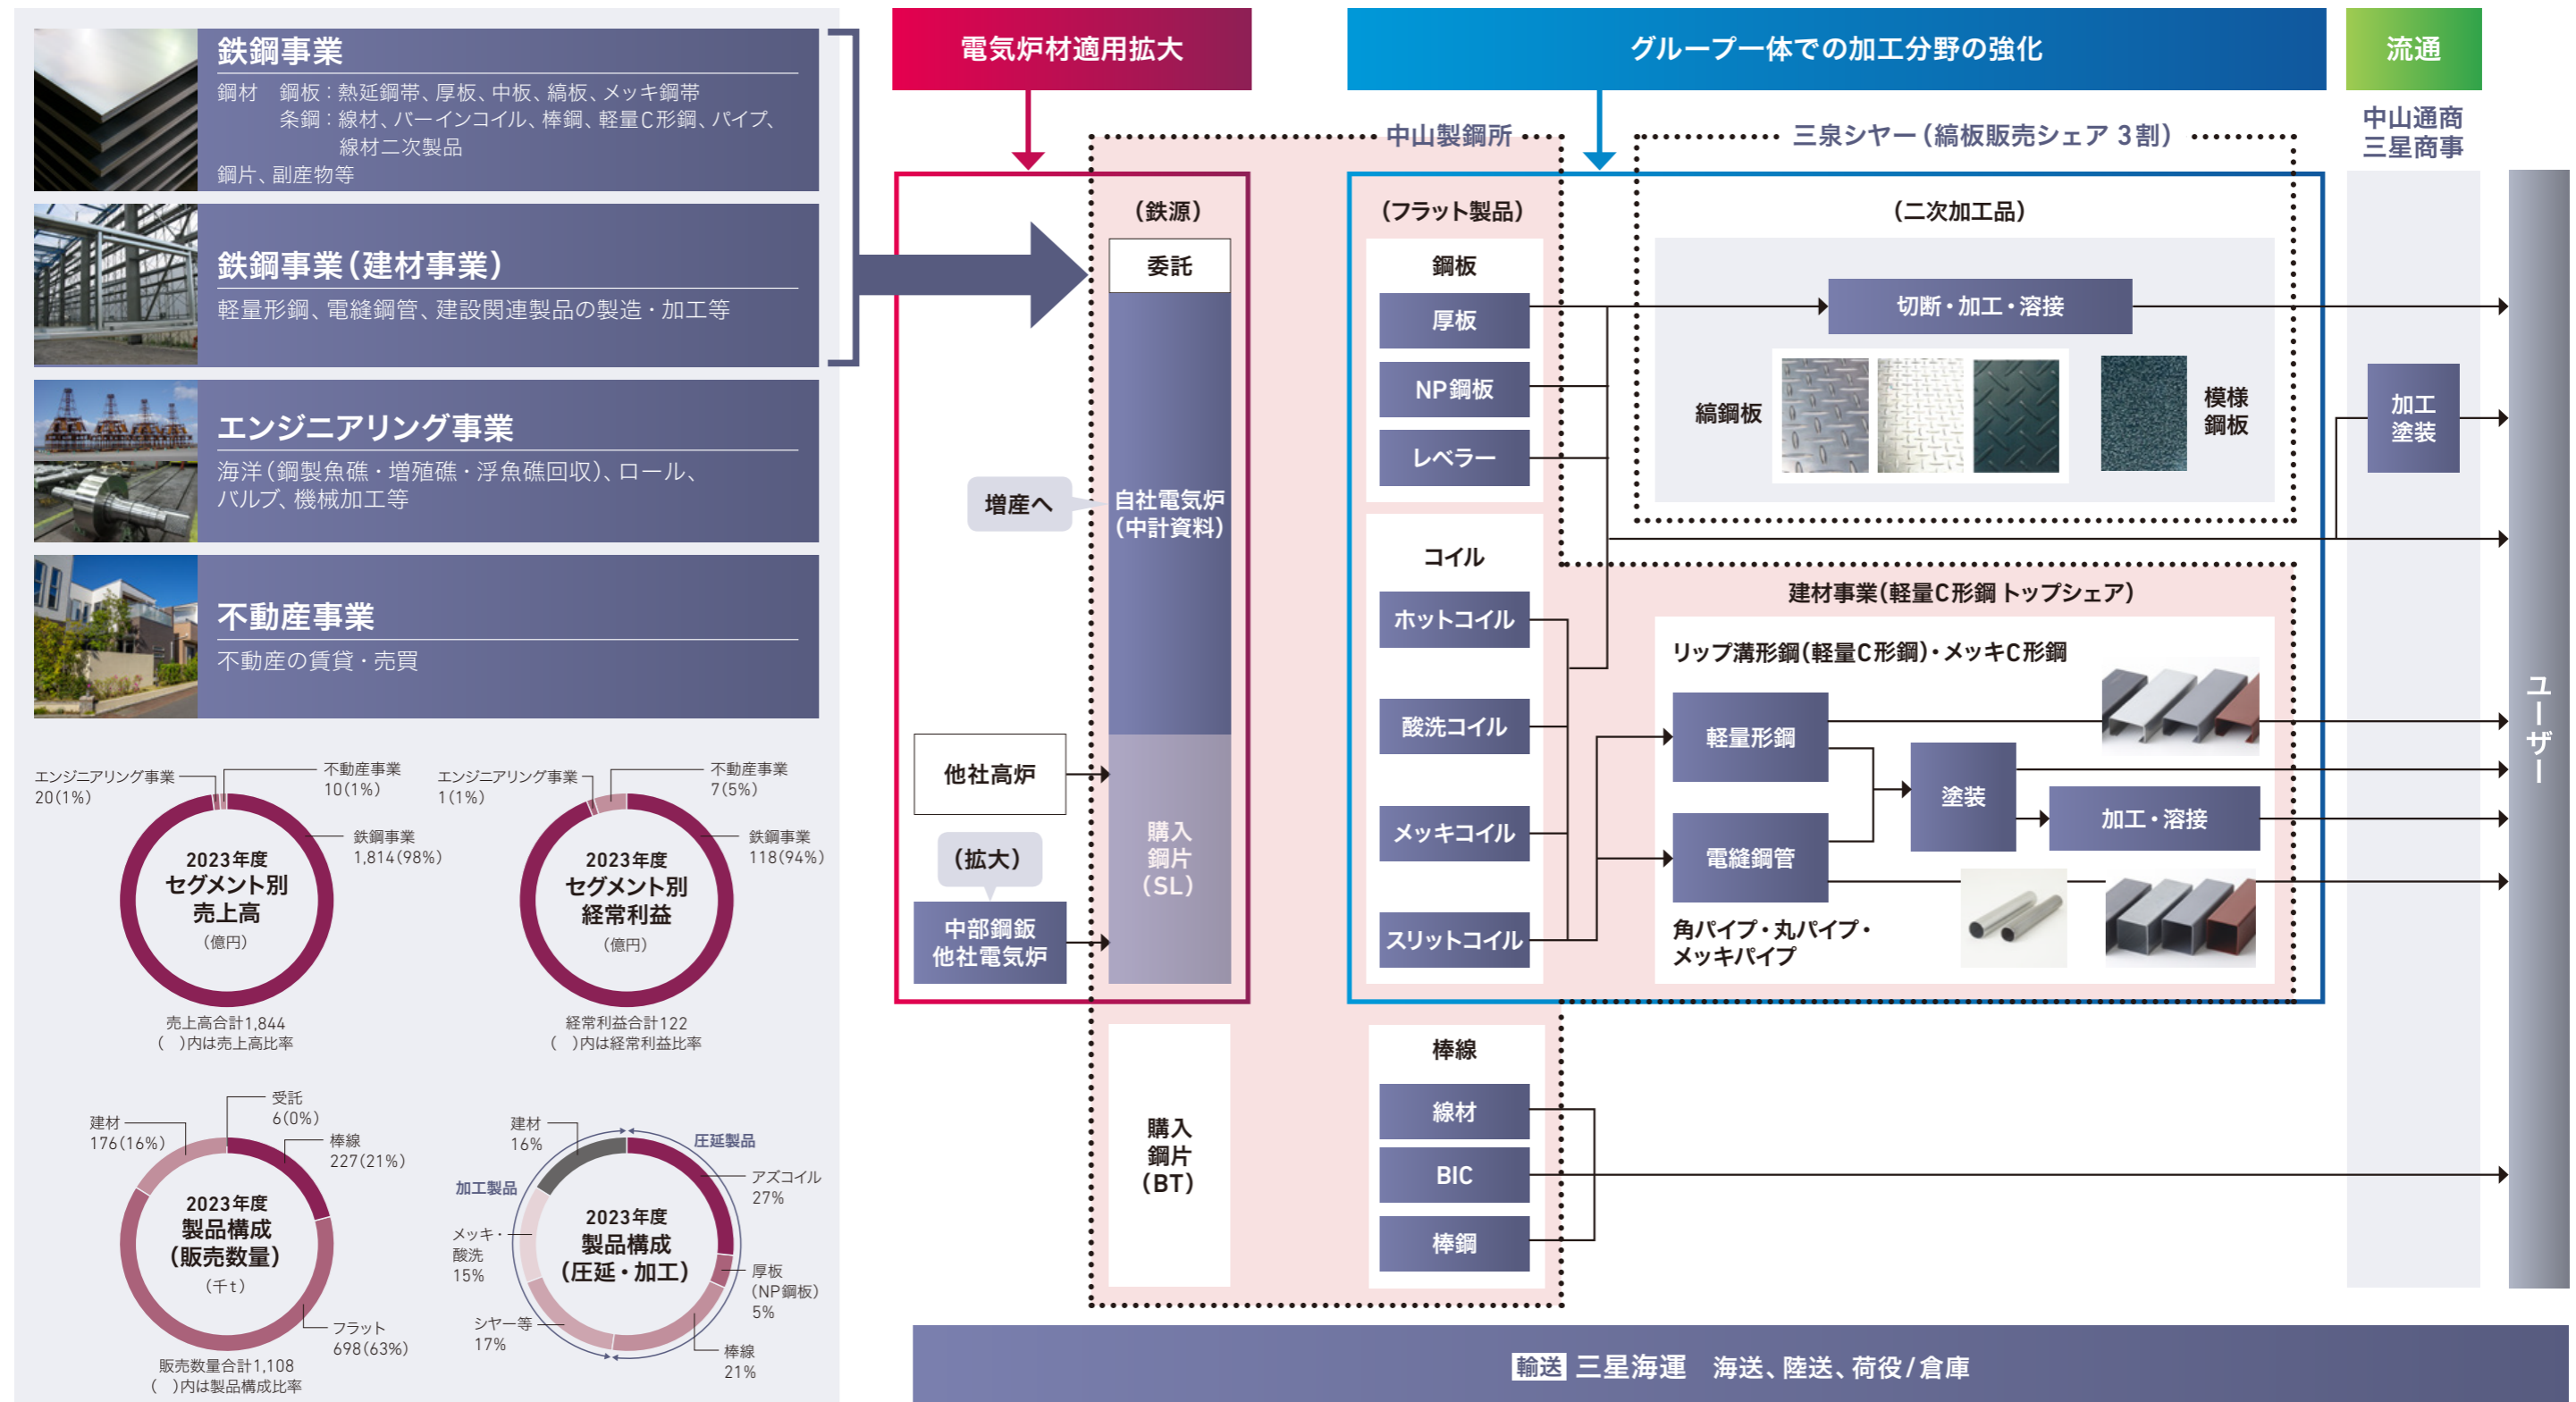 鉄鋼事業
鋼材　鋼板：熱延鋼帯、厚板、中板、縞板、メッキ鋼帯
条鋼：線材、バーインコイル、棒鋼、軽量C形鋼、パイプ、
線材二次製品
鋼片、副産物等
鉄鋼事業（建材事業）
軽量形鋼、電縫鋼管、建設関連製品の製造・加工等
エンジニアリング事業
海洋（鋼製魚礁・増殖礁・浮魚礁回収）、ロール、
バルブ、機械加工等
不動産事業
不動産の賃貸・売買
エンジニアリング事業
20(1%)
不動産事業
10(1%)
鉄鋼事業
1,814(98%)
2023年度
セグメント別
売上高
（億円）
売上高合計1,844
(　)内は売上高比率
エンジニアリング事業
1(1%)
不動産事業
7(5%)
鉄鋼事業
118(94%)
2023年度
セグメント別
経常利益
（億円）
経常利益合計122
(　)内は経常利益比率
受託
6(0%)
建材
176(16%)
棒線
227(21%)
2023年度
製品構成
（販売数量）
（千t）
フラット
698(63%)
販売数量合計1,108
(　)内は製品構成比率
建材
16%
圧延製品
アズコイル
27%
加工製品
メッキ・
酸洗
15%
2023年度
製品構成
（圧延・加工）
厚板
（NP鋼板）
5%
シヤー等
17%
棒線
21%
電気炉材適用拡大
グループ一体での加工分野の強化
流通
中山製鋼所
三泉シヤー（縞板販売シェア 3割）
中山通商
三星商事
（鉄源）
委託
増産へ
自社電気炉
（中計資料）
他社高炉
（拡大）
中部鋼鈑
他社電気炉
購入
鋼片
（SL）
購入
鋼片
（BT）
（フラット製品）
鋼板
厚板
NP鋼板
レベラー
コイル
ホットコイル
酸洗コイル
メッキコイル
スリットコイル
棒線
線材
BIC
棒鋼
（二次加工品）
切断・加工・溶接
縞鋼板
模様
鋼板
加工
塗装
建材事業（軽量C形鋼 トップシェア）
リップ溝形鋼（軽量C形鋼）・メッキC形鋼
軽量形鋼
電縫鋼管
塗装
加工・溶接
角パイプ・丸パイプ・
メッキパイプ
ユーザー
輸送 三星海運　海送、陸送、荷役/倉庫